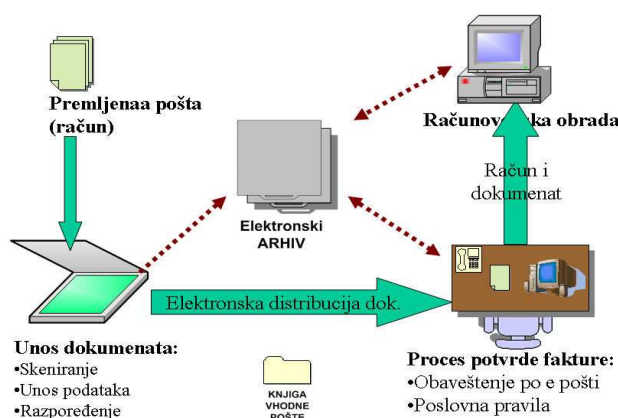 Premljenaa pošta
(račun)
Računov ka obrada
Račun i
dokumenat
Elektronski
ARHIV
Elektronska distribucija dok.
Unos dokumenata:
•Skeniranje
•Unos podataka
•Razpoređenje
KNJIGA
VHODNE
POŠTE
Proces potvrde fakture:
•Obaveštenje po e pošti
•Poslovna pravila